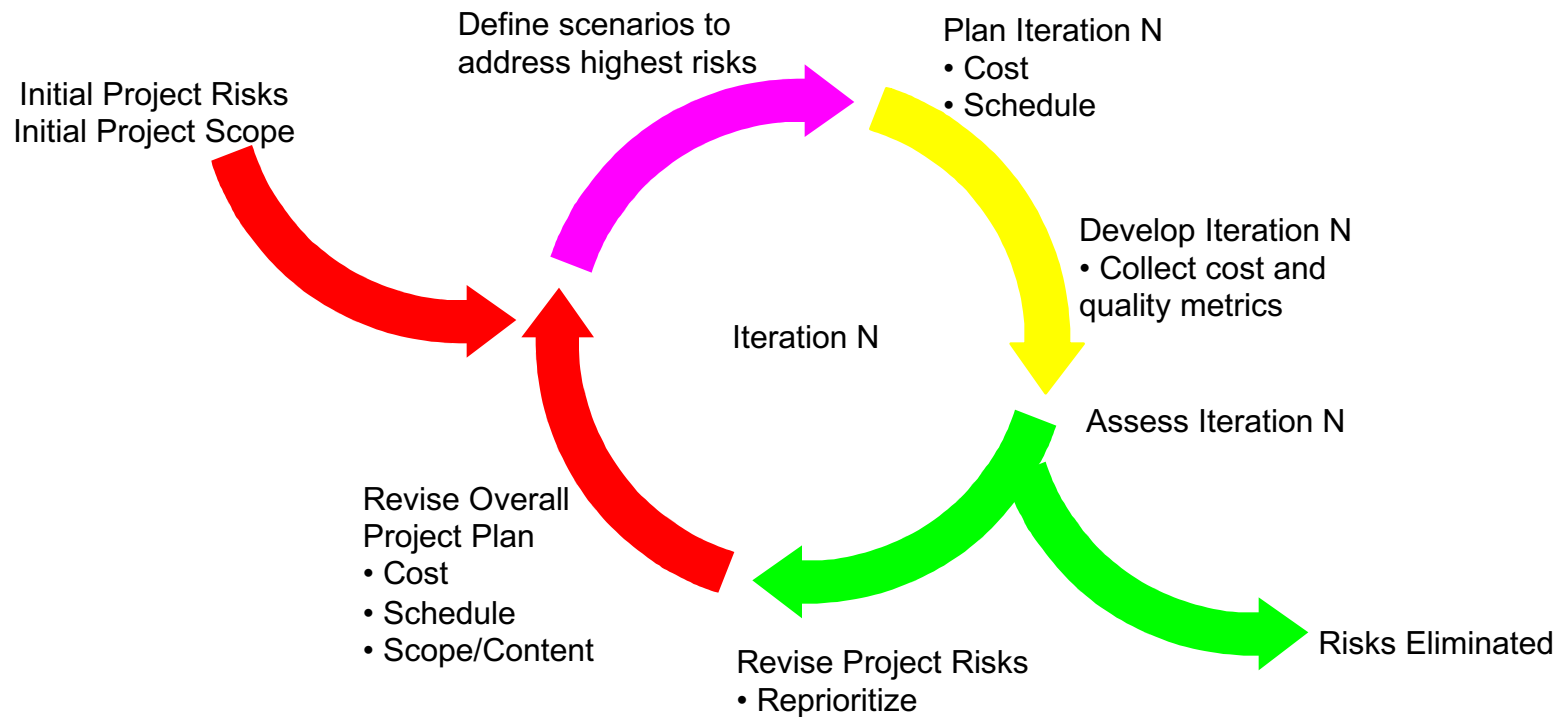 Initial Project Risks
Initial Project Scope
Define scenarios to
address highest risks
Plan Iteration N
• Cost
• Schedule
Develop Iteration N
• Collect cost and
quality metrics
Iteration N
Assess Iteration N
Revise Overall
Project Plan
• Cost
• Schedule
• Scope/Content
Revise Project Risks
• Reprioritize
Risks Eliminated